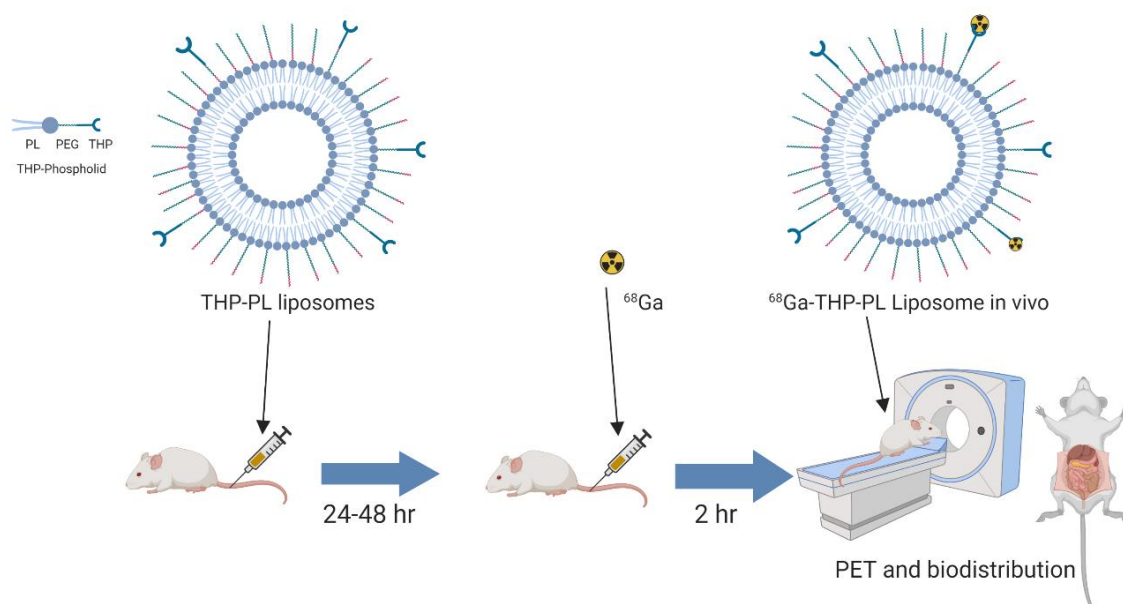 PL PEG THP
THP-Phospholid
THP-PL liposomes
⁶⁸Ga
⁶⁸Ga-THP-PL Liposome in vivo
24-48 hr
2 hr
PET and biodistribution